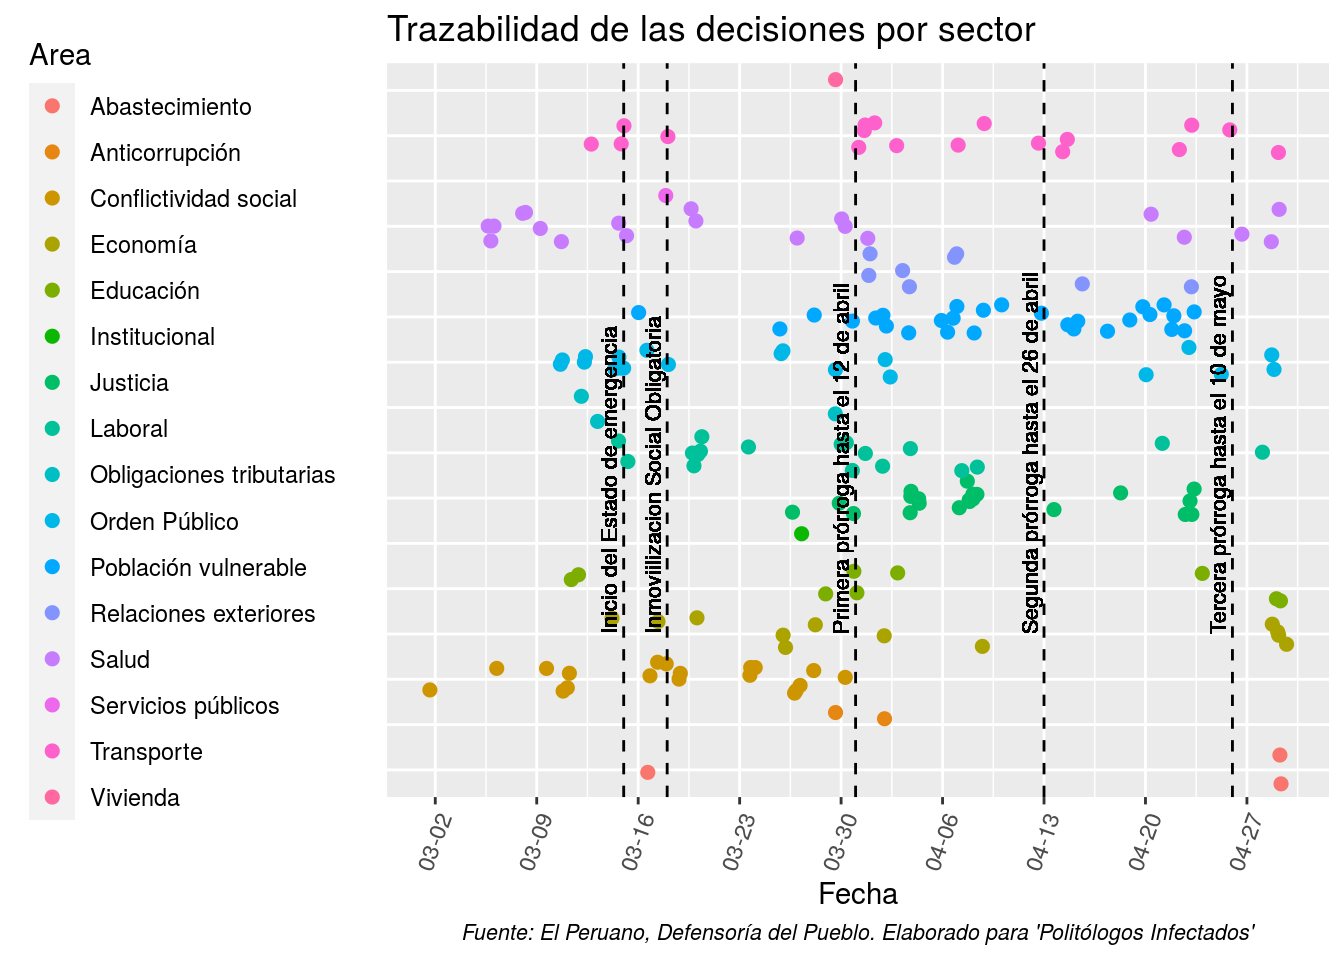 Trazabilidad de las decisiones por sector
Area
Abastecimiento
Anticorrupción
Conflictividad social
Economía
Educación
Institucional
Justicia
Laboral
Obligaciones tributarias
Orden Público
Población vulnerable
Relaciones exteriores
Salud
Servicios públicos
Transporte
Vivienda
Inicio del Estado de emergencia
Inmoviilizacion Social Obligatoria
Primera prórroga hasta el 12 de abril
Segunda prórroga hasta el 26 de abril
Tercera prórroga hasta el 10 de mayo
03-02
03-09
03-16
03-23
03-30
04-06
04-13
04-20
04-27
Fecha
Fuente: El Peruano, Defensoría del Pueblo. Elaborado para 'Politólogos Infectados'